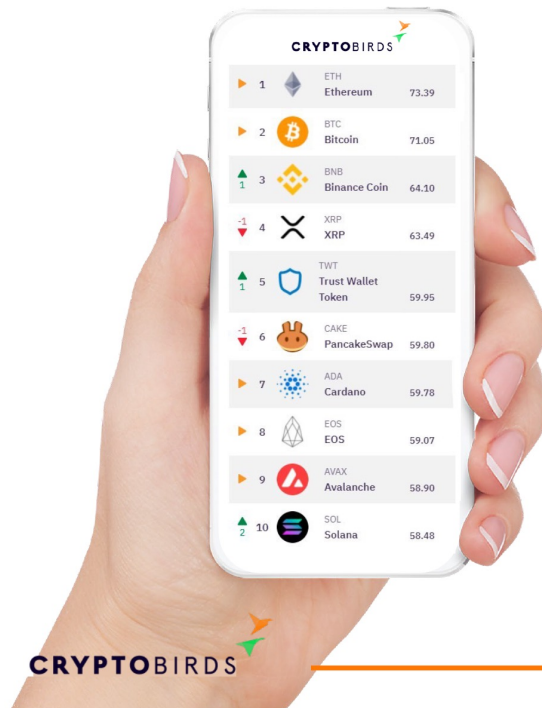 CRYPTOBIRDS
1 ETH
Ethereum 73.39
2 BTC
Bitcoin 71.05
BNB
3 Binance Coin 64.10
1
-1 XRP
4 XRP 63.49
TWT
5 Trust Wallet
1 Token 59.95
-1 CAKE
6 PancakeSwap 59.80
ADA
7 Cardano 59.78
EOS
8 EOS 59.07
AVAX
9 Avalanche 58.90
SOL
10 Solana 58.48
2
CRYPTOBIRDS